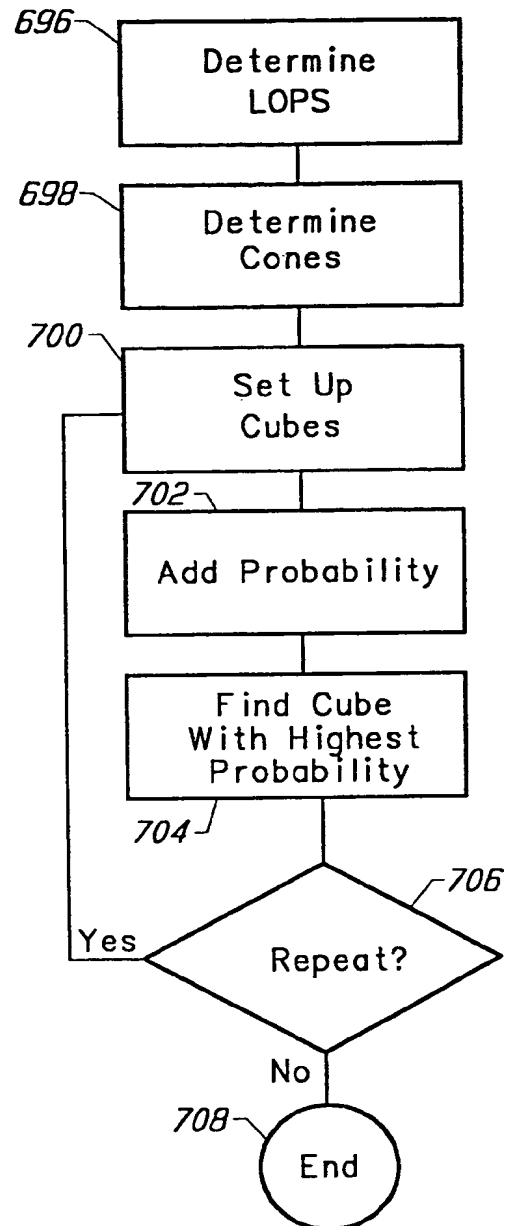 696
Determine
LOPS
698
Determine
Cones
700
Set Up
Cubes
702
Add Probability
Find Cube
With Highest
Probability
704
706
Repeat?
Yes
No
708
End